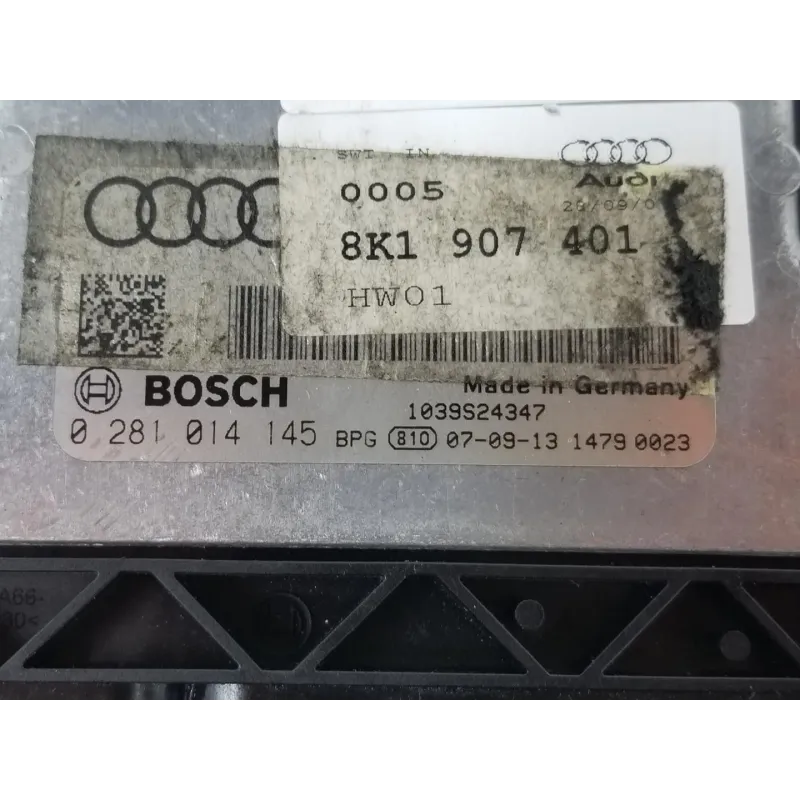 SWT IN
Audi
0005
8K1 907 401
HW01
BOSCH
Made in Germany
1039S24347
0 281 014 145 BPG 810 07-09-13 1479 0023